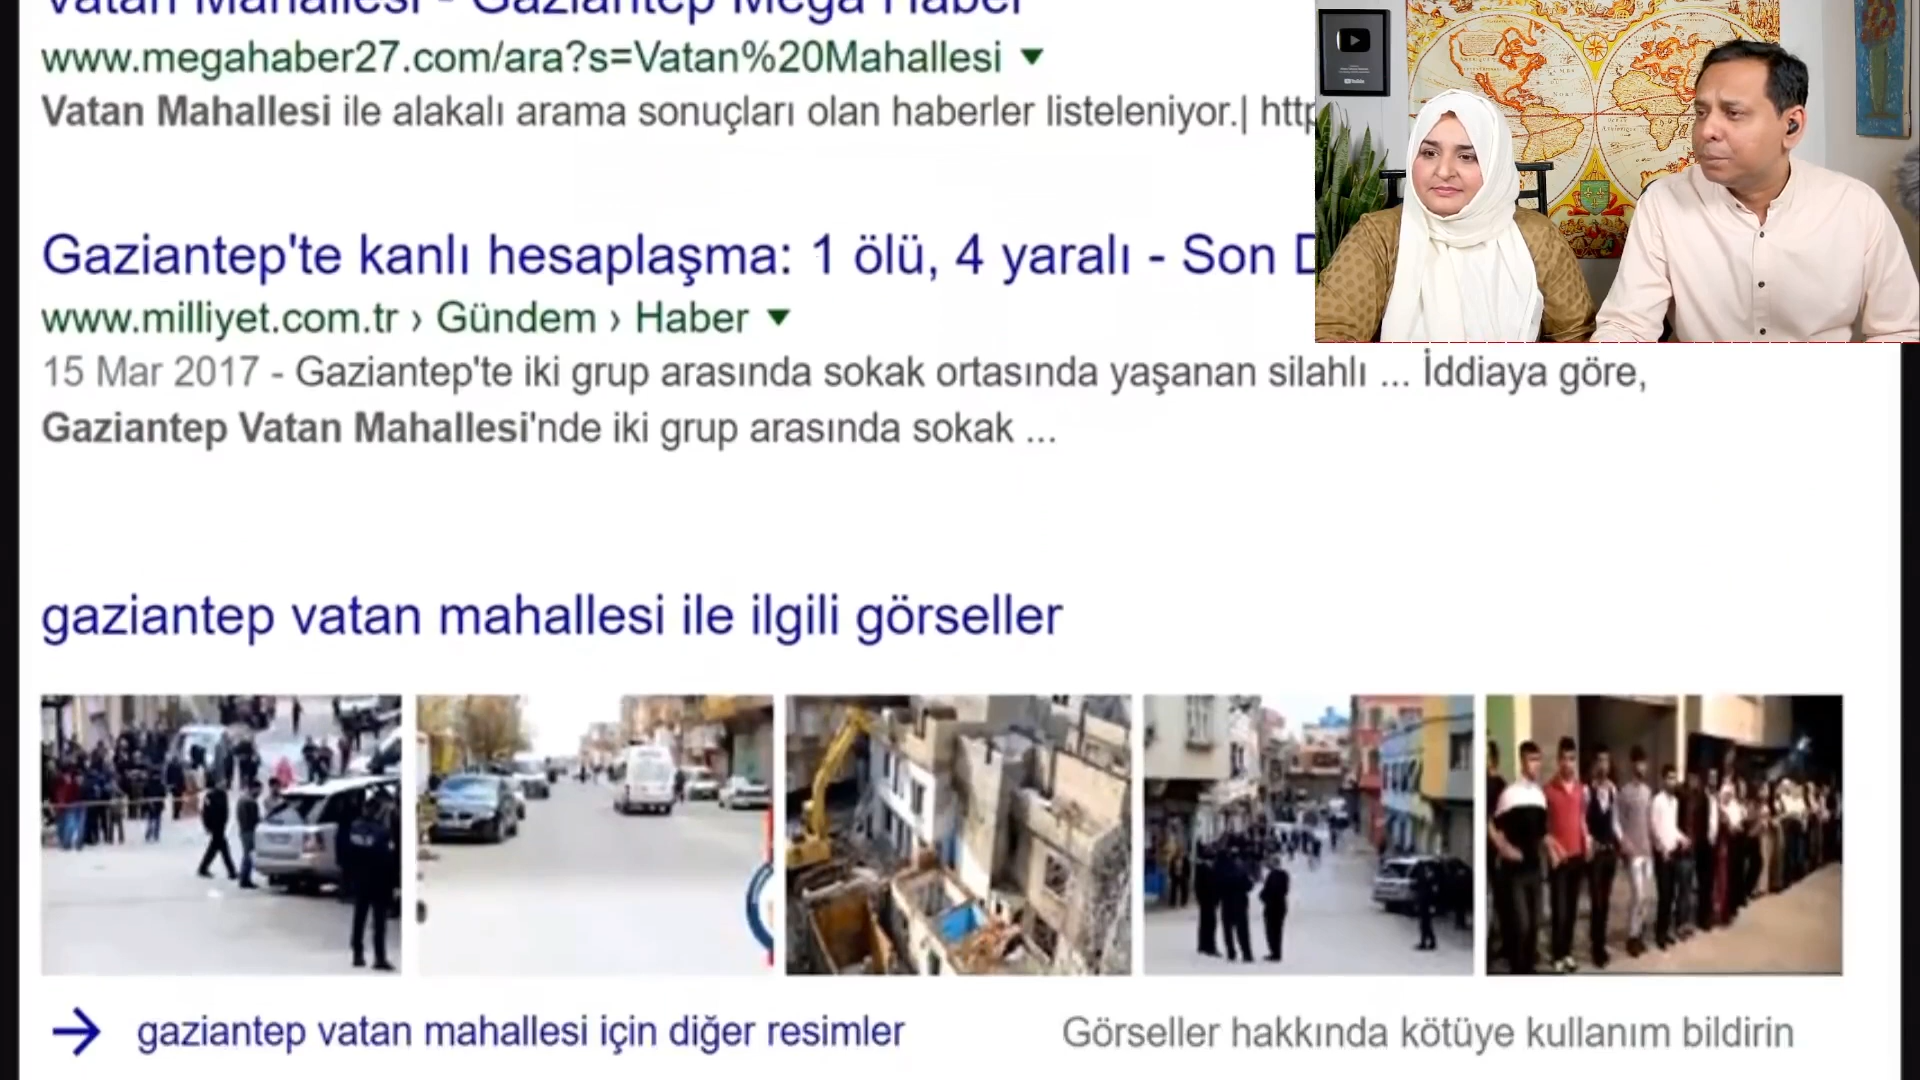 Vatan Mahallesi - Gaziantep Mega Haber
www.megahaber27.com/ara?s=Vatan%20Mahallesi
Vatan Mahallesi ile alakalı arama sonuçları olan haberler listeleniyor.| http
Gaziantep'te kanlı hesaplaşma: 1 ölü, 4 yaralı - Son D
www.milliyet.com.tr › Gündem › Haber
15 Mar 2017 - Gaziantep'te iki grup arasında sokak ortasında yaşanan silahlı ... İddiaya göre,
Gaziantep Vatan Mahallesi'nde iki grup arasında sokak ...
gaziantep vatan mahallesi ile ilgili görseller
gaziantep vatan mahallesi için diğer resimler
Görseller hakkında kötüye kullanım bildirin